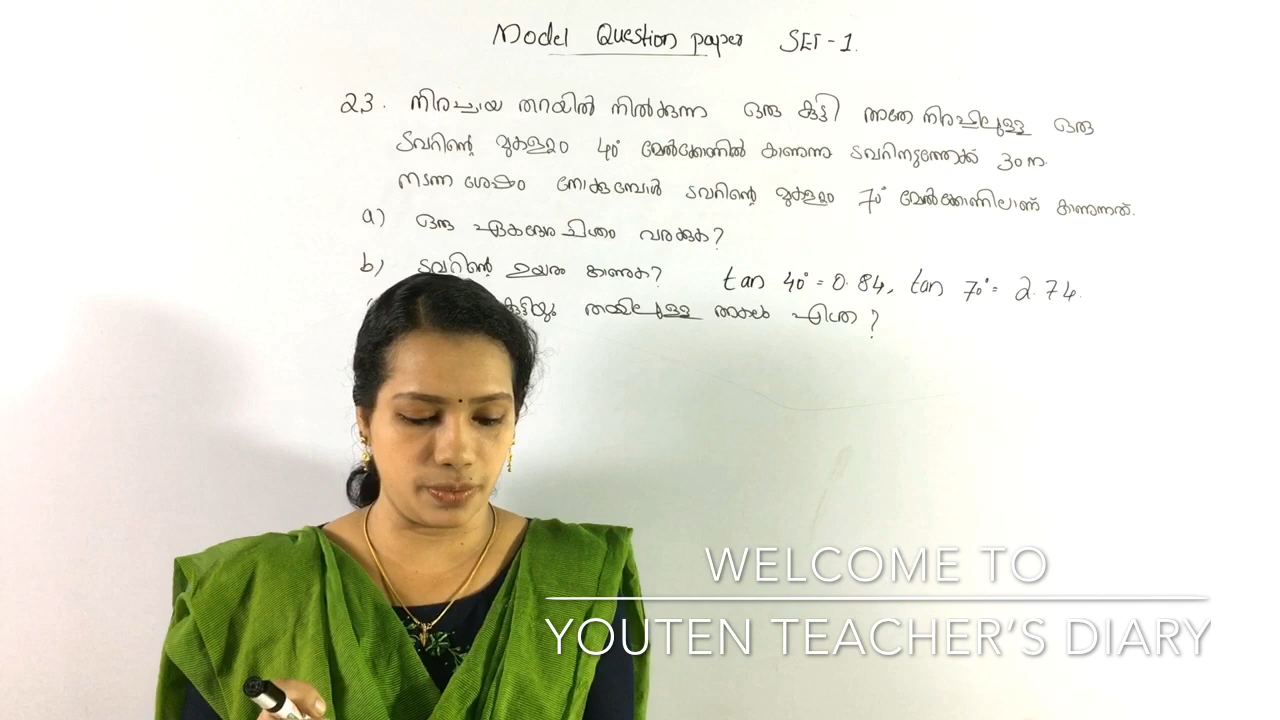 Model Question paper SET-1.
23. നിരപ്പായ തറയിൽ നിൽക്കുന്ന ഒരു കുട്ടി അതേ നിരപ്പിലുള്ള ഒരു
ടവറിന്റെ മുകളറ്റം 40° മേൽക്കോണിൽ കാണുന്നു ടവറിനടുത്തേക്ക് 30 മീ.
നടന്ന ശേഷം നോക്കുമ്പോൾ ടവറിന്റെ മുകളറ്റം 70° മേൽക്കോണിലാണ് കാണുന്നത്.
a) ഒരു ഏകദേശ ചിത്രം വരക്കുക?
b) ടവറിന്റെ ഉയരം കാണുക? tan 40° = 0.84, tan 70° = 2.74.
കുട്ടിയും തമ്മിലുള്ള അകലം എത്ര?
WELCOME TO
YOUTEN TEACHER'S DIARY